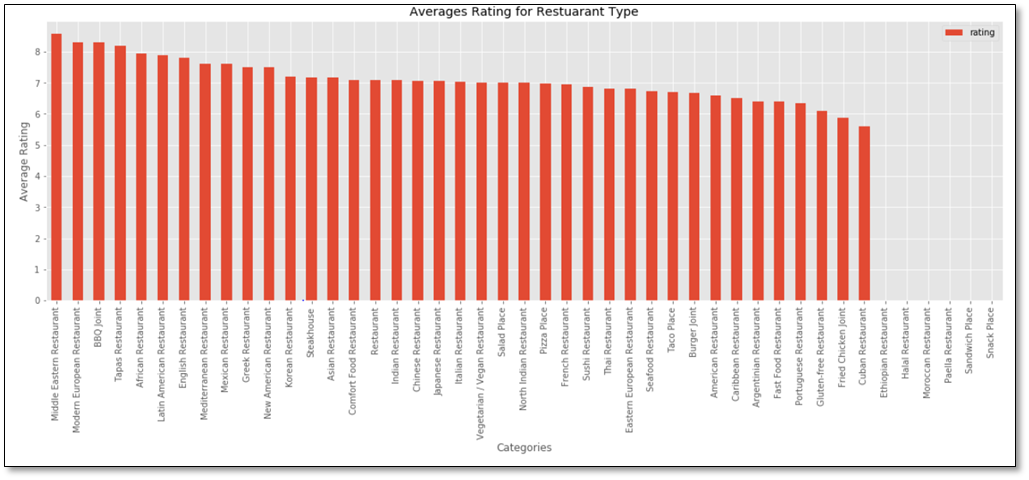 Averages Rating for Restuarant Type
rating
Average Rating
8
7
6
5
4
3
2
1
0
Middle Eastern Restaurant
Modern European Restaurant
BBQ Joint
Tapas Restaurant
African Restaurant
Latin American Restaurant
English Restaurant
Mediterranean Restaurant
Mexican Restaurant
Greek Restaurant
New American Restaurant
Korean Restaurant
Steakhouse
Asian Restaurant
Comfort Food Restaurant
Restaurant
Indian Restaurant
Chinese Restaurant
Japanese Restaurant
Italian Restaurant
Vegetarian / Vegan Restaurant
Salad Place
North Indian Restaurant
Pizza Place
French Restaurant
Sushi Restaurant
Thai Restaurant
Eastern European Restaurant
Seafood Restaurant
Taco Place
Burger Joint
American Restaurant
Caribbean Restaurant
Argentinian Restaurant
Fast Food Restaurant
Portuguese Restaurant
Gluten-free Restaurant
Fried Chicken Joint
Cuban Restaurant
Ethiopian Restaurant
Halal Restaurant
Moroccan Restaurant
Paella Restaurant
Sandwich Place
Snack Place
Categories